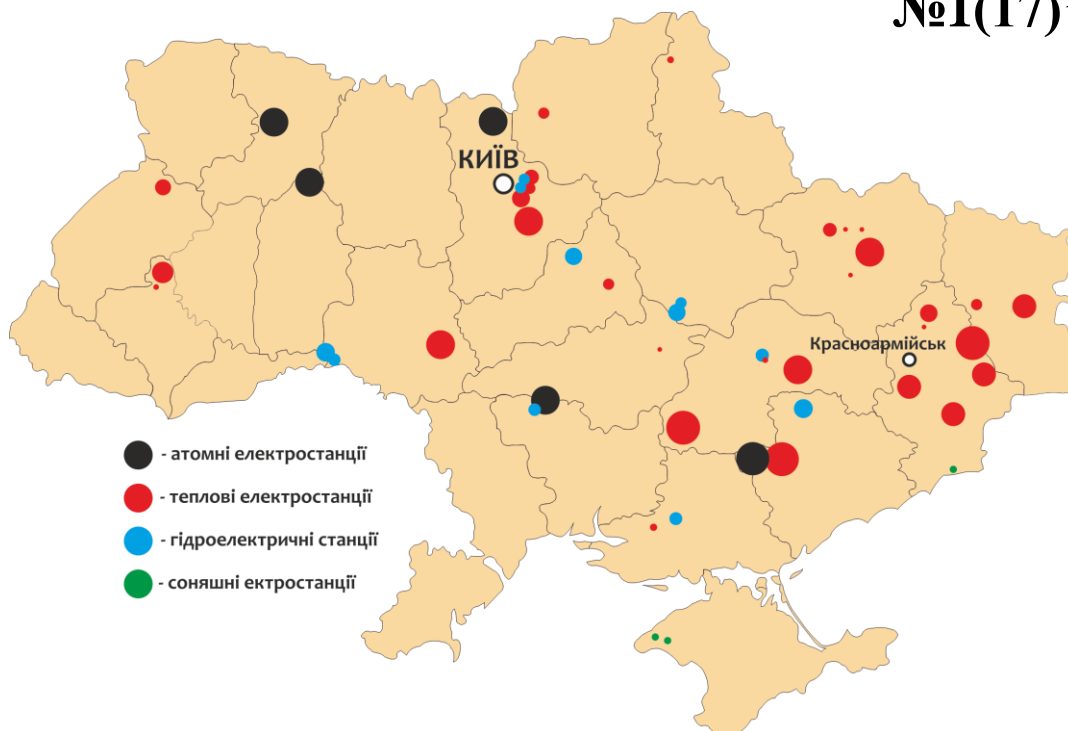 №1(17)
КИЇВ
Красноармійськ
- атомні електростанції
- теплові електростанції
- гідроелектричні станції
- соняшні ектростанції